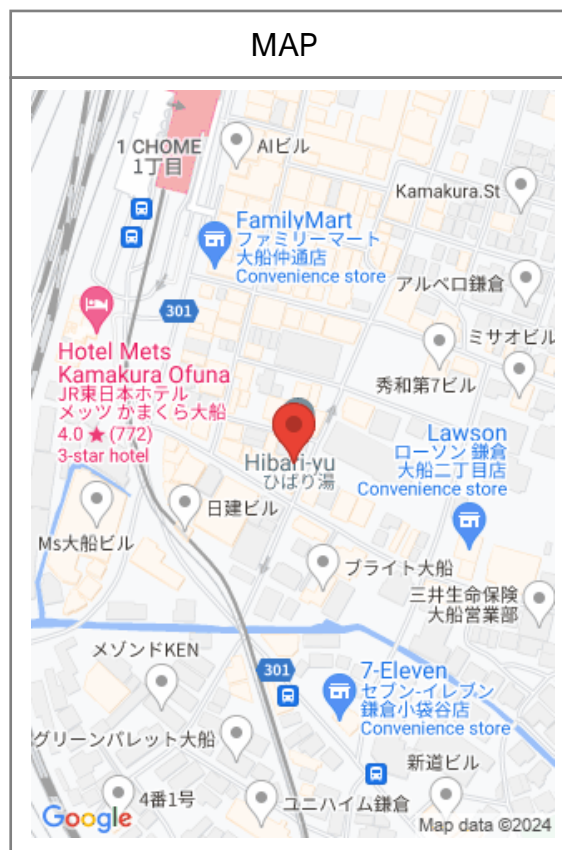 MAP
1 CHOME
1丁目
AIビル
Kamakura.St
FamilyMart
ファミリーマート
大船仲通店
Convenience store
アルベロ鎌倉
301
ミサオビル
Hotel Mets
Kamakura Ofuna
JR東日本ホテル
メッツ かまくら大船
4.0 ★ (772)
3-star hotel
秀和第7ビル
Lawson
ローソン 鎌倉
大船二丁目店
Convenience store
Hibari-yu
ひばり湯
日建ビル
Ms大船ビル
ブライト大船
三井生命保険
大船営業部
メゾンドKEN
301
7-Eleven
セブン-イレブン
鎌倉小袋谷店
Convenience store
グリーンバレット大船
新道ビル
4番1号
ユニハイム鎌倉
Google
Map data ©2024